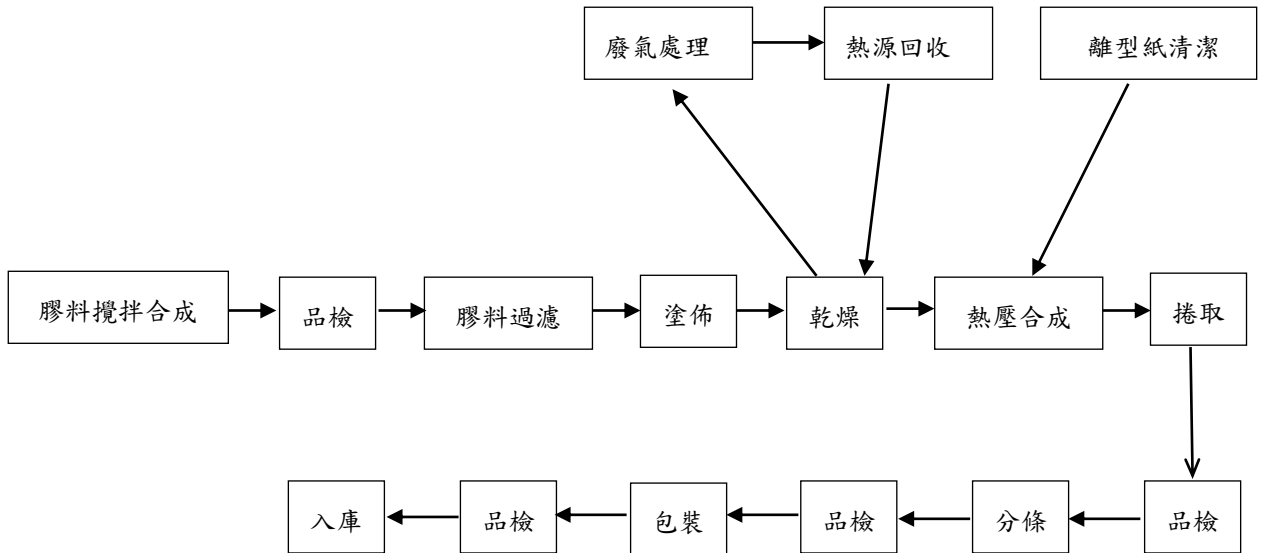 廢氣處理
熱源回收
離型紙清潔
膠料攪拌合成
品檢
膠料過濾
塗佈
乾燥
熱壓合成
捲取
入庫
品檢
包裝
品檢
分條
品檢